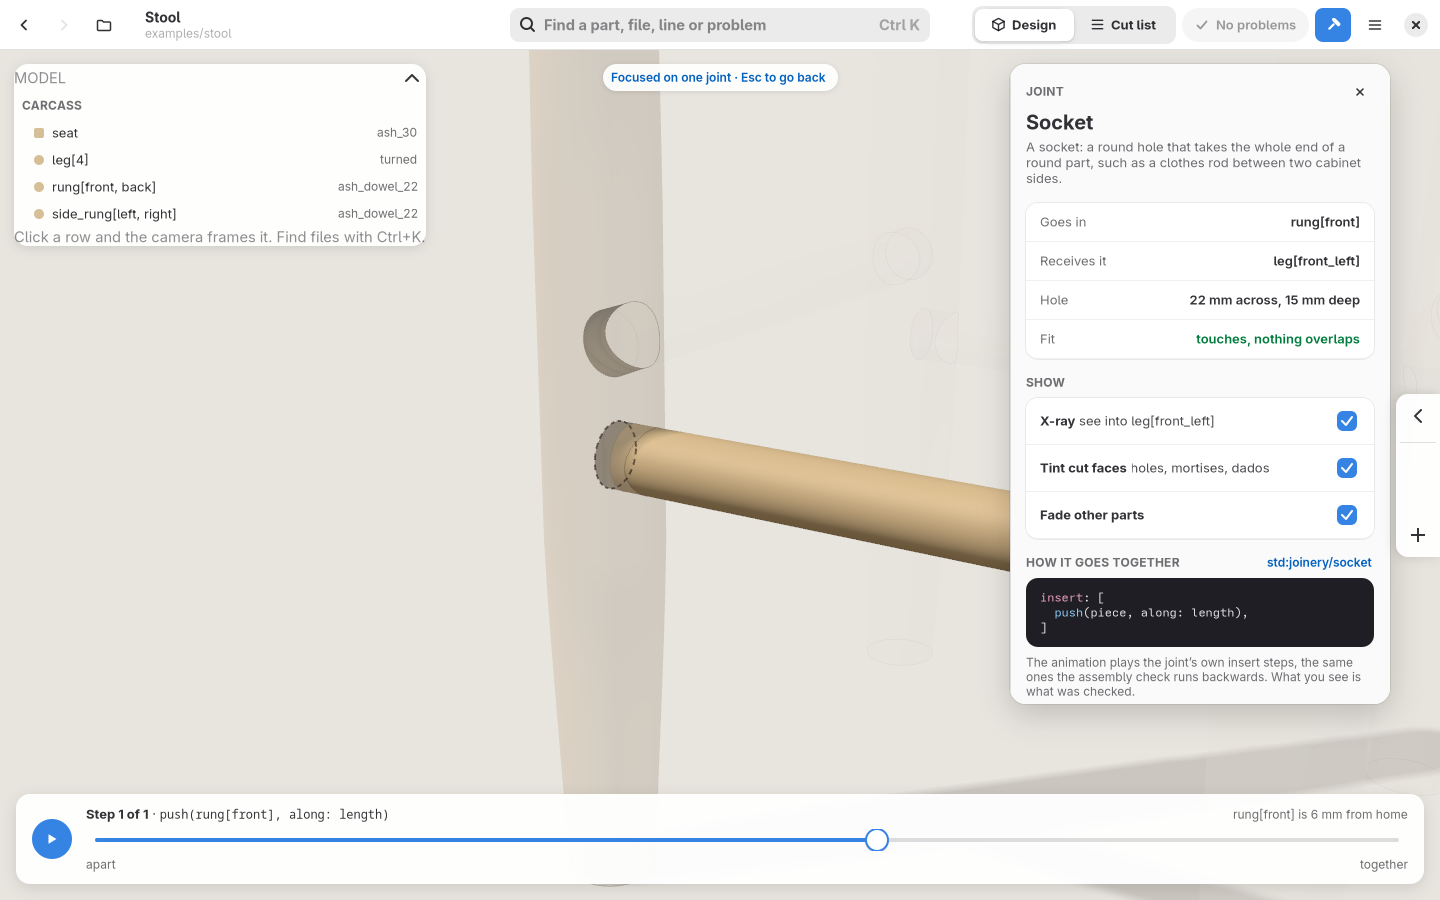 Stool
examples/stool
Find a part, file, line or problem
Ctrl K
Design
Cut list
No problems
MODEL
CARCASS
seat
ash_30
leg[4]
turned
rung[front, back]
ash_dowel_22
side_rung[left, right]
ash_dowel_22
Click a row and the camera frames it. Find files with Ctrl+K.
Focused on one joint · Esc to go back
JOINT
Socket
A socket: a round hole that takes the whole end of a
round part, such as a clothes rod between two cabinet
sides.
Goes in
rung[front]
Receives it
leg[front_left]
Hole
22 mm across, 15 mm deep
Fit
touches, nothing overlaps
SHOW
X-ray see into leg[front_left]
Tint cut faces holes, mortises, dados
Fade other parts
HOW IT GOES TOGETHER
std:joinery/socket
insert: [
push(piece, along: length),
]
The animation plays the joint’s own insert steps, the same
ones the assembly check runs backwards. What you see is
what was checked.
Step 1 of 1 · push(rung[front], along: length)
rung[front] is 6 mm from home
apart
together